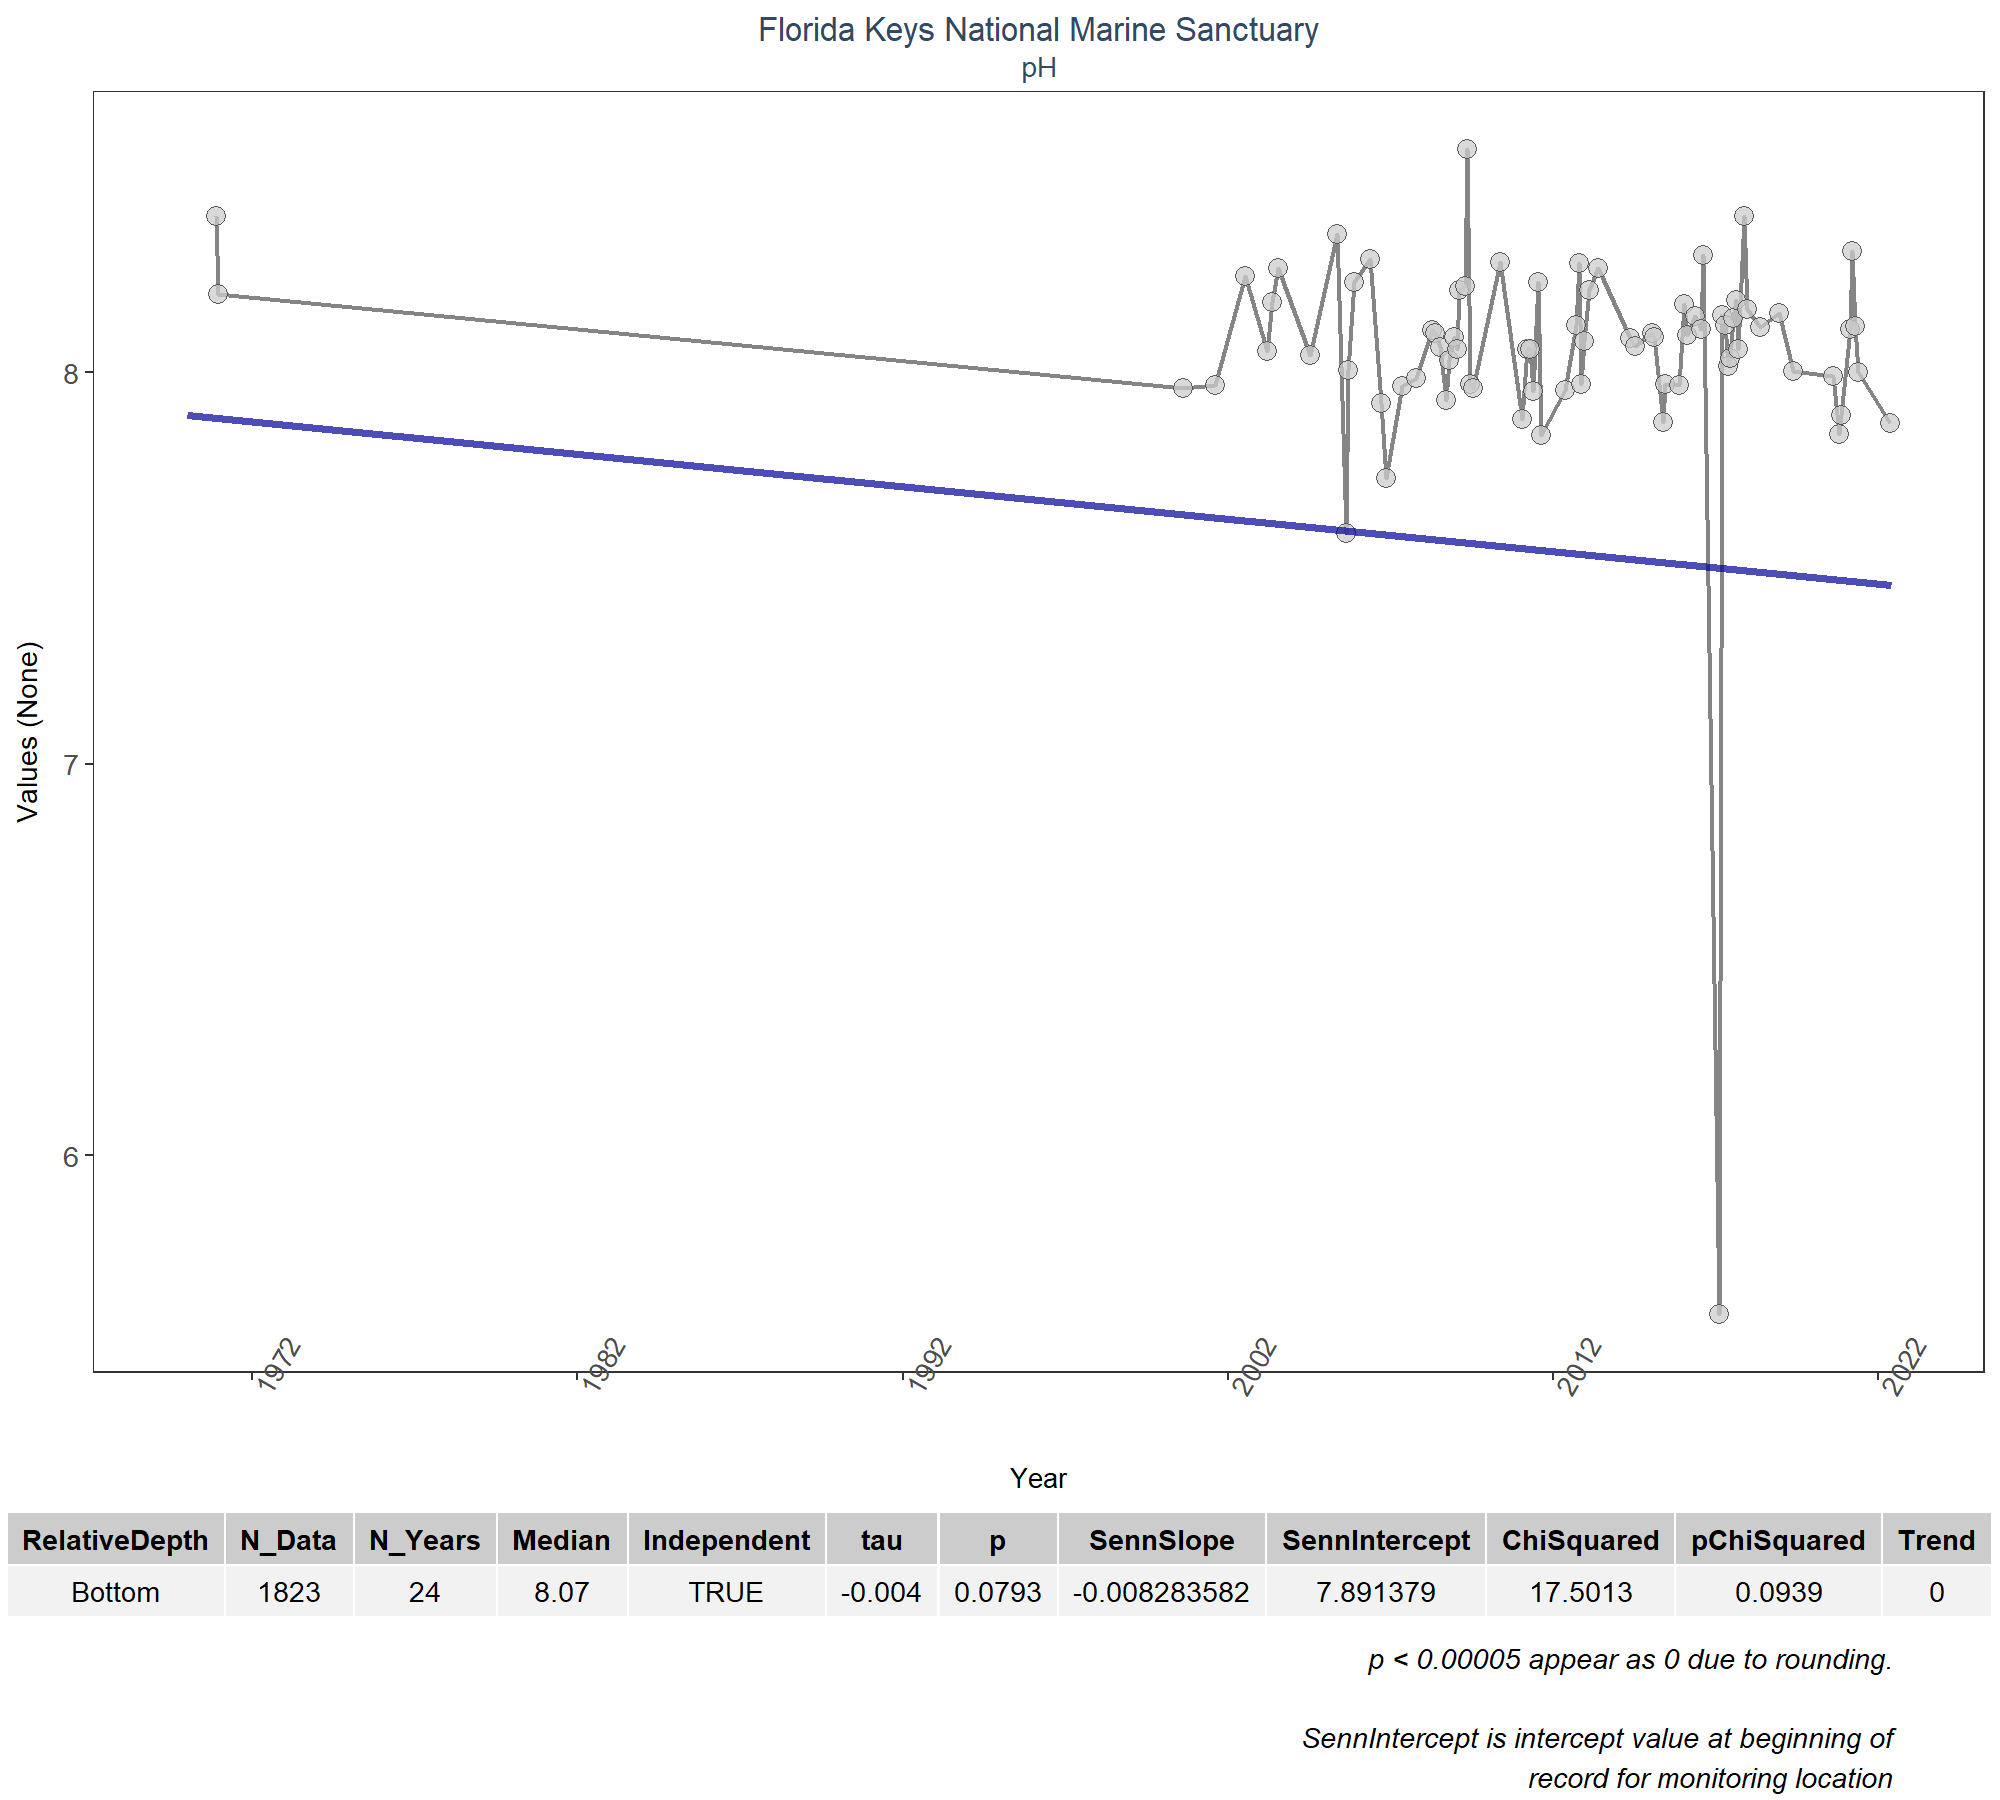 Florida Keys National Marine Sanctuary
pH
Values (None)
8
7
6
1972
1982
1992
2002
2012
2022
Year
RelativeDepth N_Data N_Years Median Independent tau p SennSlope SennIntercept ChiSquared pChiSquared Trend
Bottom 1823 24 8.07 TRUE -0.004 0.0793 -0.008283582 7.891379 17.5013 0.0939 0
p < 0.00005 appear as 0 due to rounding.
SennIntercept is intercept value at beginning of
record for monitoring location